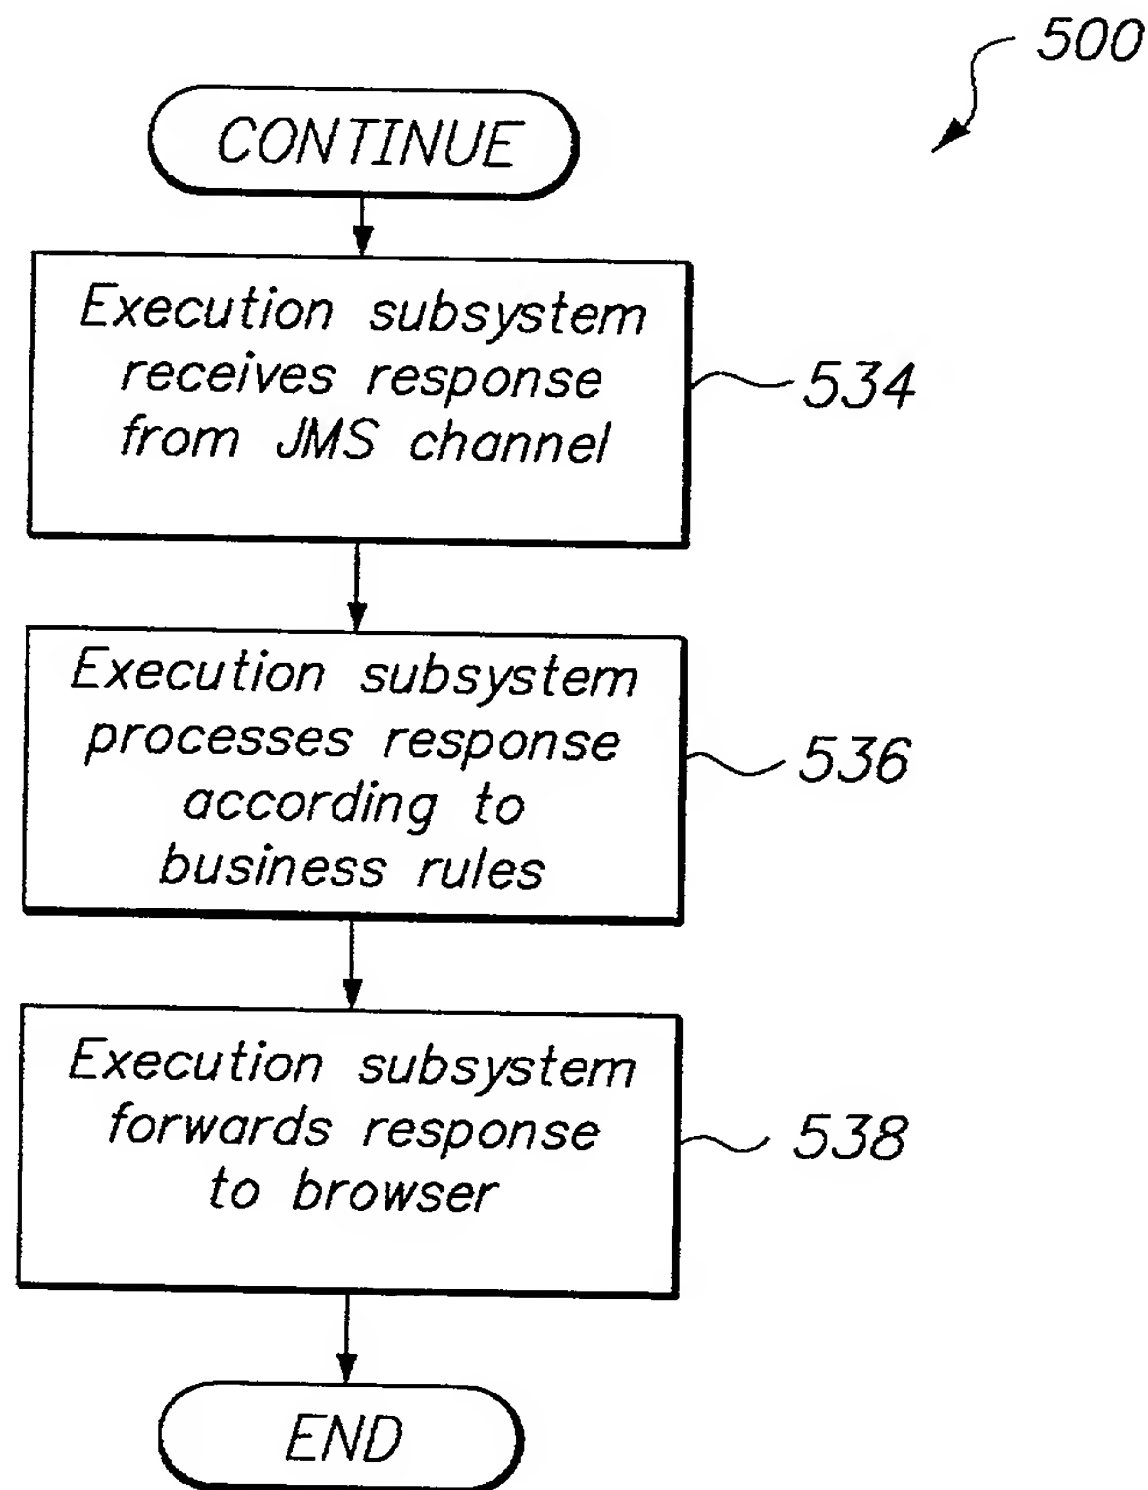 500
CONTINUE
Execution subsystem
receives response
from JMS channel
534
Execution subsystem
processes response
according to
business rules
536
Execution subsystem
forwards response
to browser
538
END